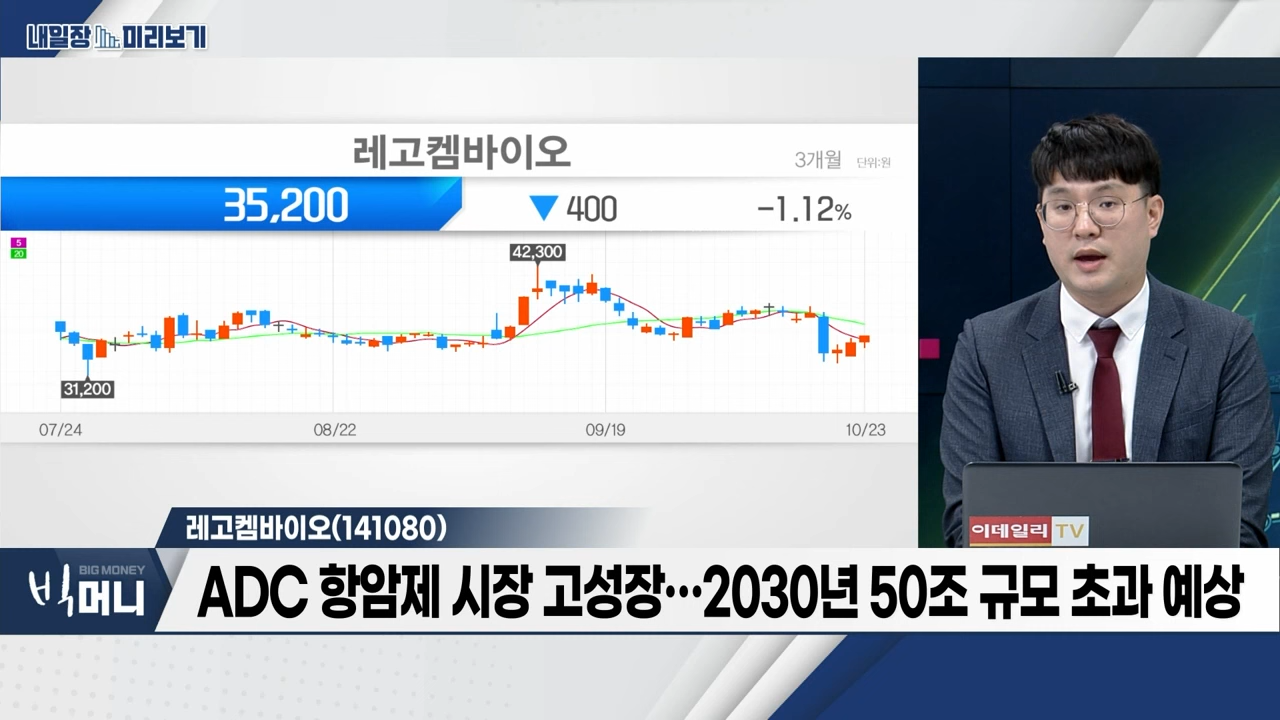 내일장 미리보기
레고켐바이오
3개월 단위:원
35,200 ▼ 400 -1.12%
5
20
42,300
31,200
07/24 08/22 09/19 10/23
이데일리 TV
레고켐바이오(141080)
BIG MONEY
빅머니
ADC 항암제 시장 고성장…2030년 50조 규모 초과 예상